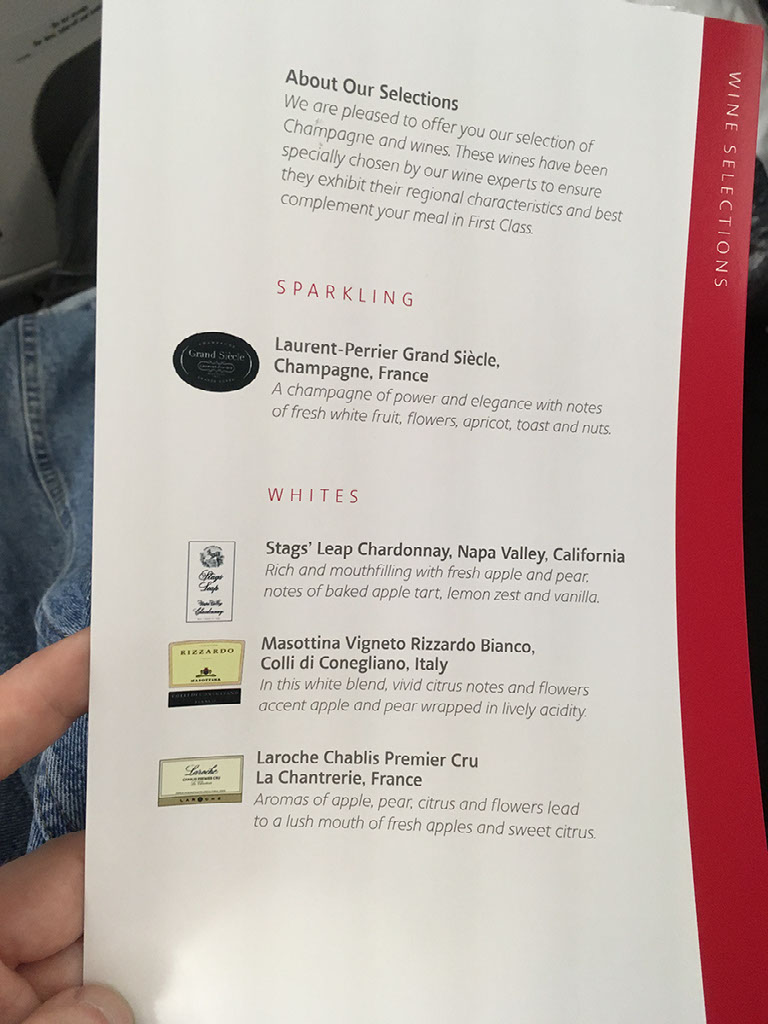 About Our Selections
We are pleased to offer you our selection of
Champagne and wines. These wines have been
specially chosen by our wine experts to ensure
they exhibit their regional characteristics and best
complement your meal in First Class.
WINE SELECTIONS
SPARKLING
Grand Siècle
Laurent-Perrier Grand Siècle,
Champagne, France
A champagne of power and elegance with notes
of fresh white fruit, flowers, apricot, toast and nuts.
WHITES
Stags' Leap Chardonnay, Napa Valley, California
Rich and mouthfilling with fresh apple and pear,
notes of baked apple tart, lemon zest and vanilla.
Stags'
Leap
Chardonnay
Masottina Vigneto Rizzardo Bianco,
Colli di Conegliano, Italy
In this white blend, vivid citrus notes and flowers
accent apple and pear wrapped in lively acidity.
RIZZARDO
MASOTTINA
Laroche Chablis Premier Cru
La Chantrerie, France
Aromas of apple, pear, citrus and flowers lead
to a lush mouth of fresh apples and sweet citrus.
Laroche
LAROCHE